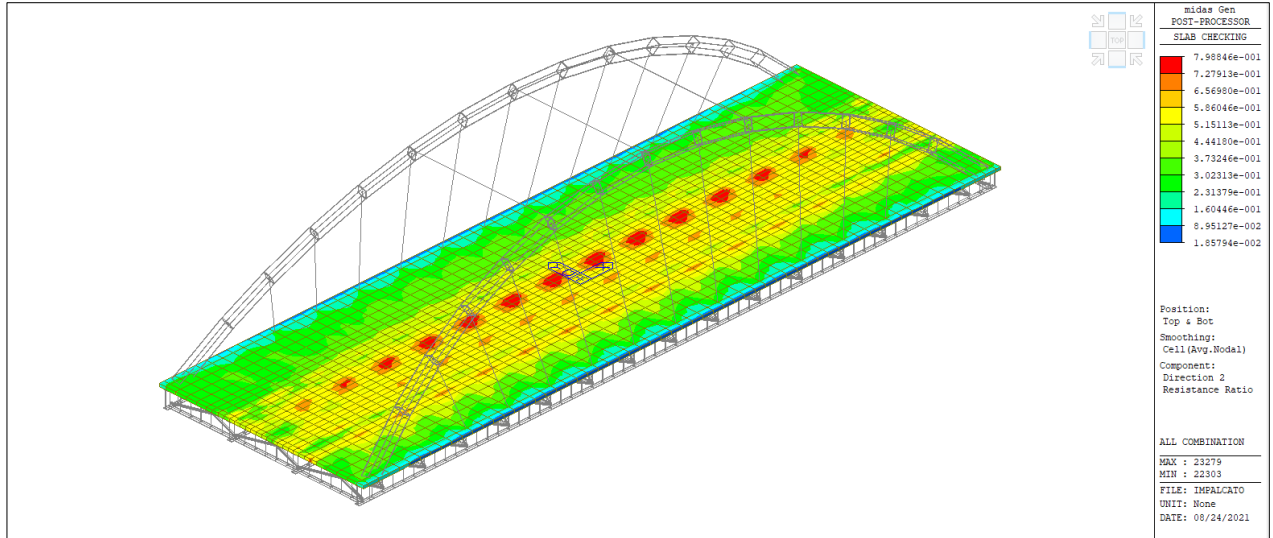 TOP
midas Gen
POST-PROCESSOR
SLAB CHECKING
7.98846e-001
7.27913e-001
6.56980e-001
5.86046e-001
5.15113e-001
4.44180e-001
3.73246e-001
3.02313e-001
2.31379e-001
1.60446e-001
8.95127e-002
1.85794e-002
Position:
Top & Bot
Smoothing:
Cell(Avg.Nodal)
Component:
Direction 2
Resistance Ratio
ALL COMBINATION
MAX : 23279
MIN : 22303
FILE: IMPALCATO
UNIT: None
DATE: 08/24/2021